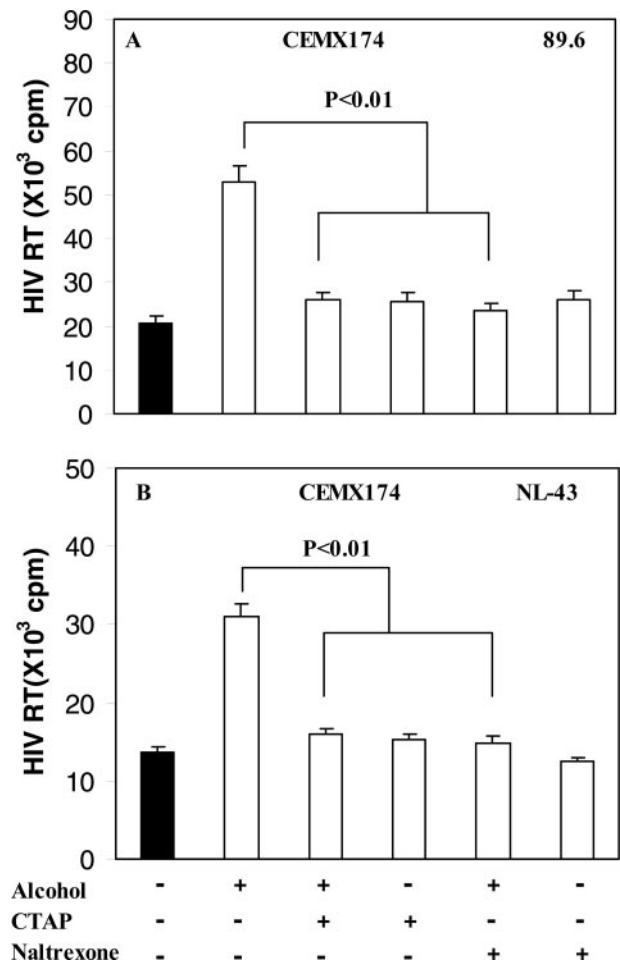 A CEMX174 89.6
P<0.01
HIV RT (X10³ cpm)
90
80
70
60
50
40
30
20
10
0
B CEMX174 NL-43
P<0.01
HIV RT(X10³ cpm)
50
40
30
20
10
0
Alcohol - + + - + -
CTAP - - + + - -
Naltrexone - - - - + +